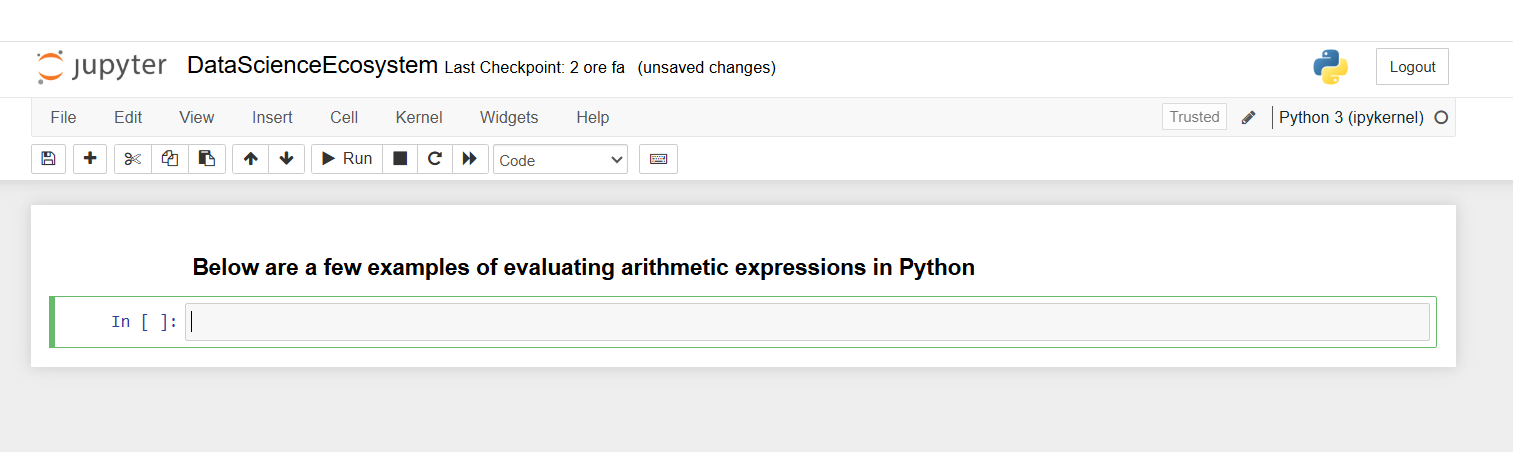 jupyter DataScienceEcosystem Last Checkpoint: 2 ore fa (unsaved changes) Logout
File Edit View Insert Cell Kernel Widgets Help Trusted Python 3 (ipykernel)
Run Code
Below are a few examples of evaluating arithmetic expressions in Python
In [ ]: